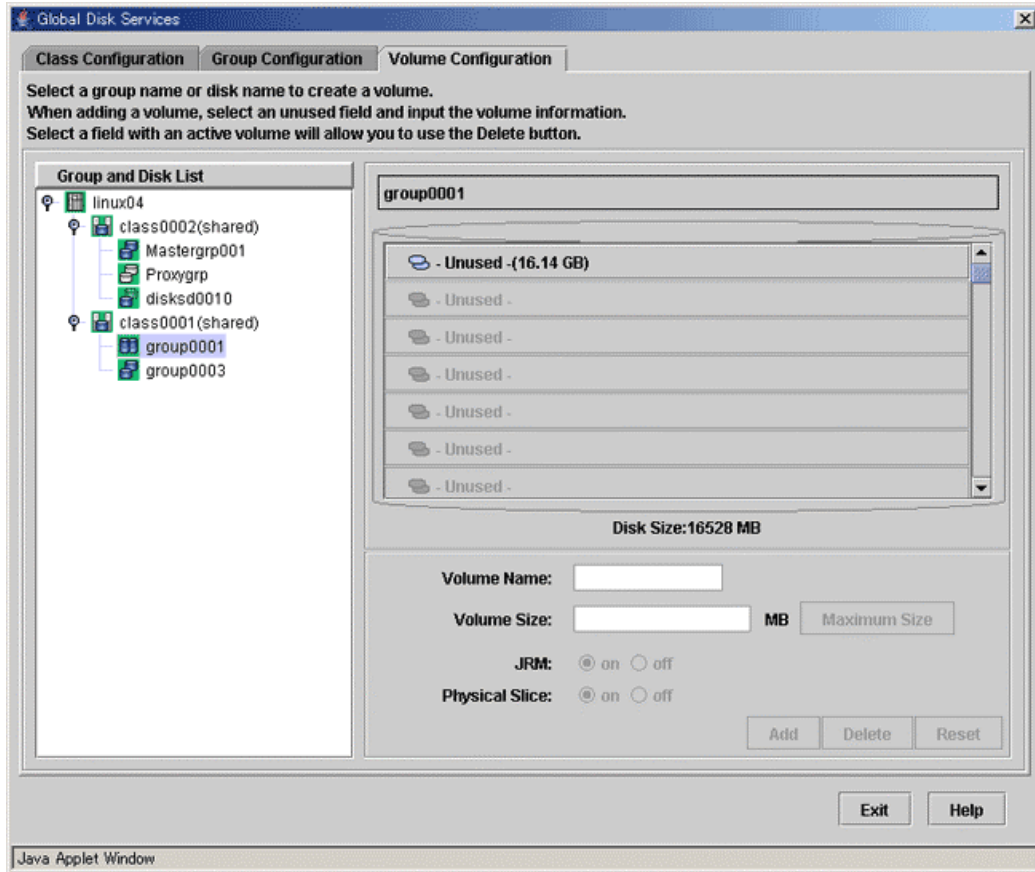 Global Disk Services
Class Configuration Group Configuration Volume Configuration
Select a group name or disk name to create a volume.
When adding a volume, select an unused field and input the volume information.
Select a field with an active volume will allow you to use the Delete button.
Group and Disk List
linux04
class0002(shared)
Mastergrp001
Proxygrp
disksd0010
class0001(shared)
group0001
group0003
group0001
- Unused -(16.14 GB)
- Unused -
- Unused -
- Unused -
- Unused -
- Unused -
- Unused -
Disk Size:16528 MB
Volume Name:
Volume Size: MB Maximum Size
JRM: on off
Physical Slice: on off
Add Delete Reset
Exit Help
Java Applet Window